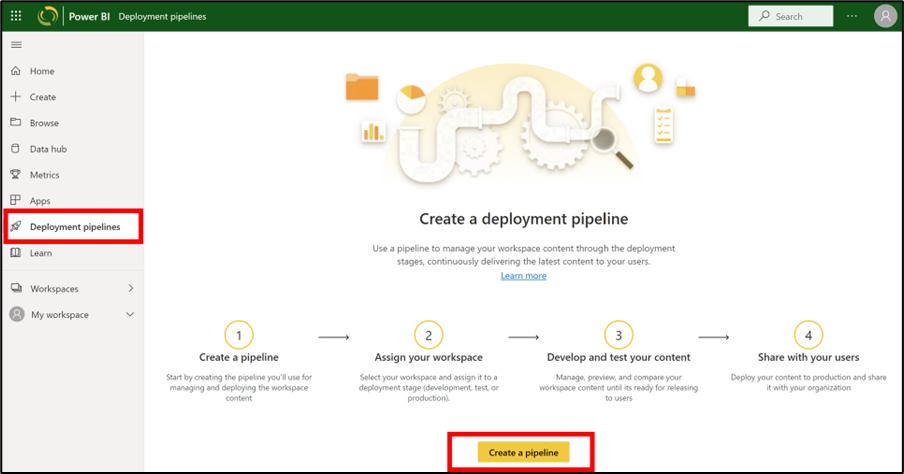 Power BI Deployment pipelines
Search
Home
Create
Browse
Data hub
Metrics
Apps
Deployment pipelines
Learn
Workspaces
My workspace
Create a deployment pipeline
Use a pipeline to manage your workspace content through the deployment
stages, continuously delivering the latest content to your users.
Learn more
1
Create a pipeline
Start by creating the pipeline you'll use for
managing and deploying the workspace
content
2
Assign your workspace
Select your workspace and assign it to a
deployment stage (development, test, or
production).
3
Develop and test your content
Manage, preview, and compare your
workspace content until its ready for releasing
to users
4
Share with your users
Deploy your content to production and share
it with your organization
Create a pipeline